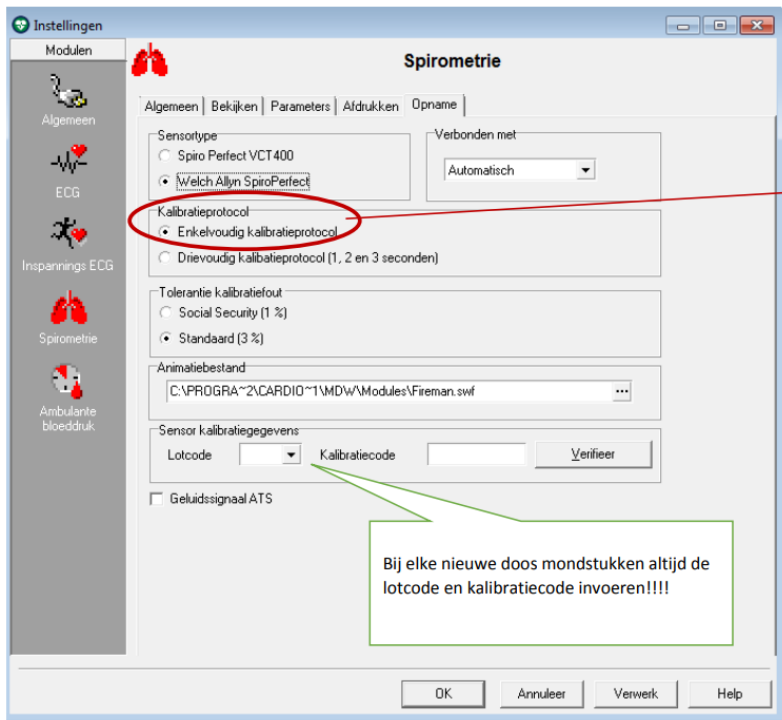 Instellingen
Modulen
Algemeen
ECG
Inspannings ECG
Spirometrie
Ambulante
bloeddruk
Spirometrie
Algemeen
Bekijken
Parameters
Afdrukken
Opname
Sensortype
Spiro Perfect VCT400
Welch Allyn SpiroPerfect
Verbonden met
Automatisch
Kalibratieprotocol
Enkelvoudig kalibratieprotocol
Drievoudig kalibatieprotocol (1, 2 en 3 seconden)
Tolerantie kalibratiefout
Social Security (1 %)
Standaard (3 %)
Animatiebestand
C:\PROGRA~2\CARDIO~1\MDW\Modules\Fireman.swf
...
Sensor kalibratiegegevens
Lotcode
Kalibratiecode
Verifieer
Geluidssignaal ATS
Bij elke nieuwe doos mondstukken altijd de
lotcode en kalibratiecode invoeren!!!!
OK
Annuleer
Verwerk
Help